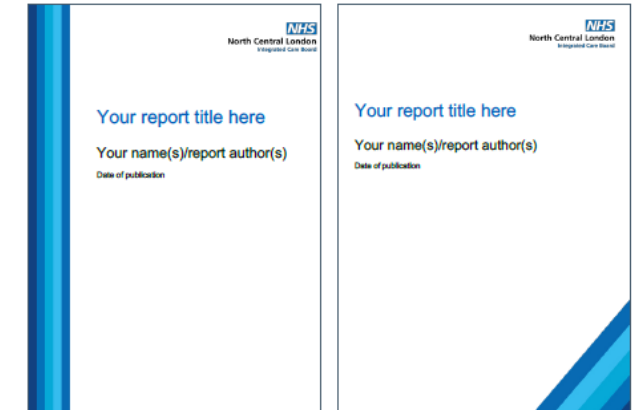 NHS
North Central London
Integrated Care Board
Your report title here
Your name(s)/report author(s)
Date of publication
NHS
North Central London
Integrated Care Board
Your report title here
Your name(s)/report author(s)
Date of publication